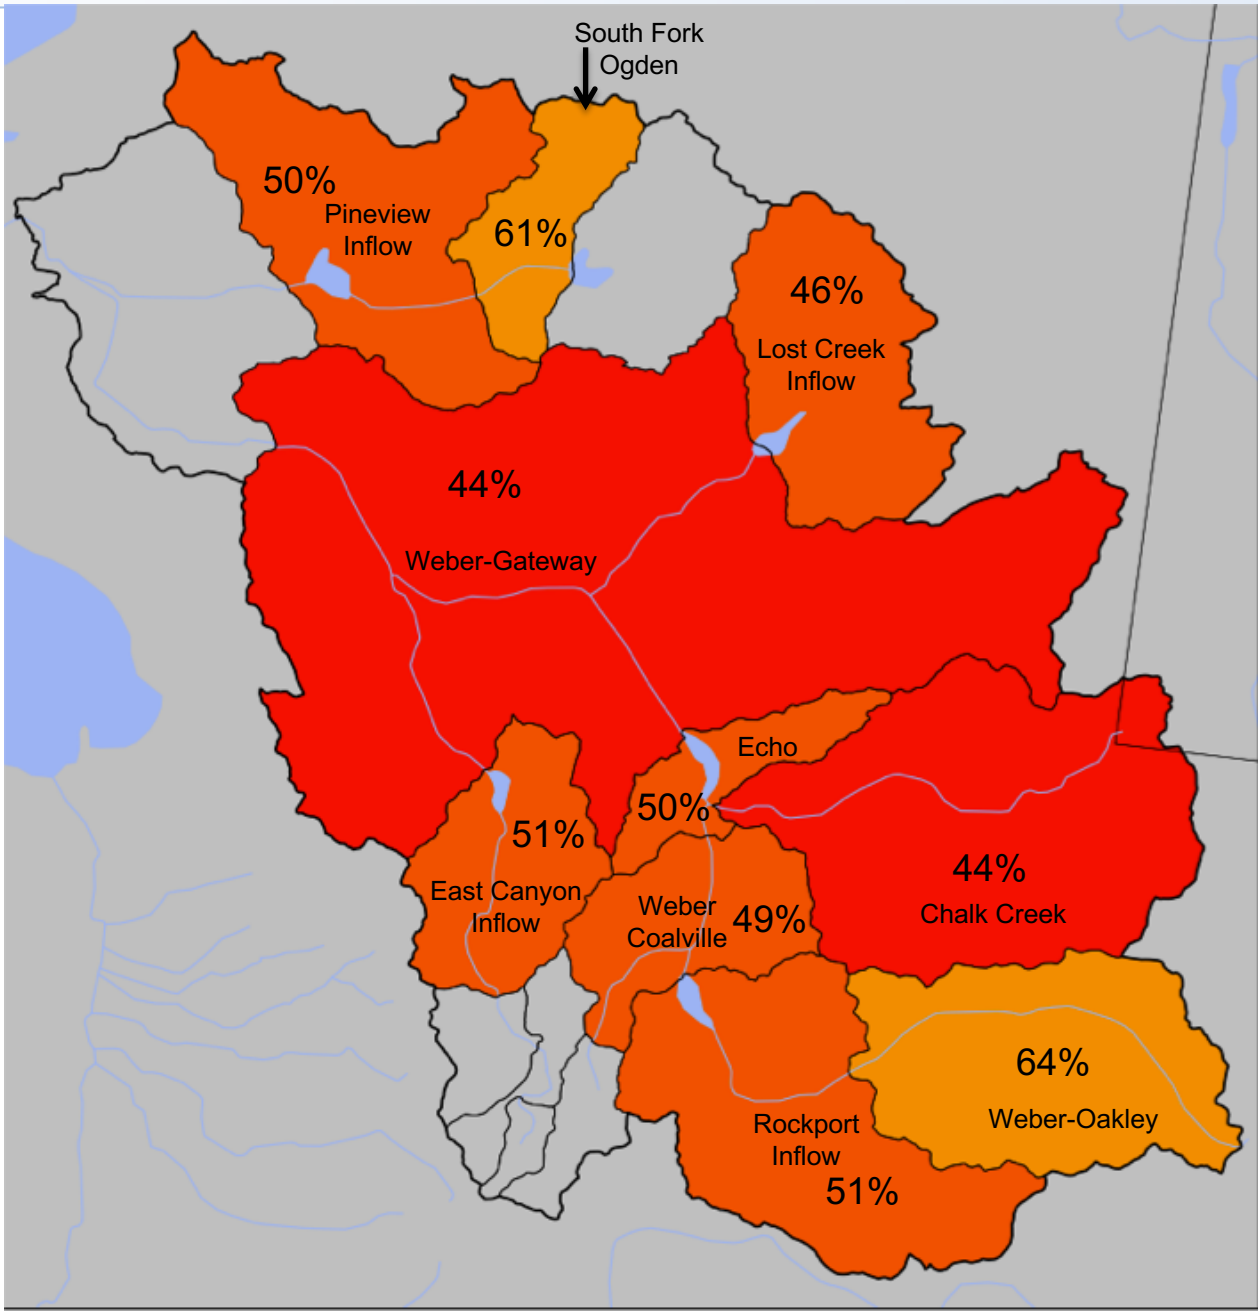 South Fork
Ogden
50%
Pineview
Inflow
61%
46%
Lost Creek
Inflow
44%
Weber-Gateway
Echo
50%
51%
East Canyon
Inflow
Weber
Coalville
49%
44%
Chalk Creek
64%
Weber-Oakley
Rockport
Inflow
51%